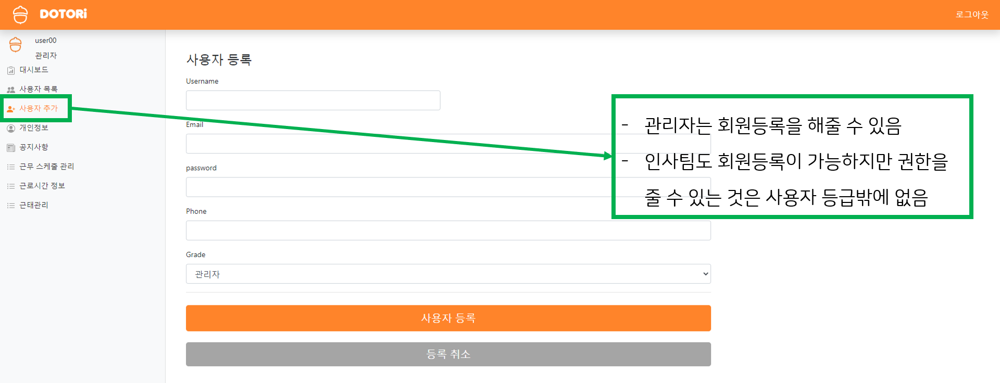 DOTORi
로그아웃
user00
관리자
대시보드
사용자 목록
사용자 추가
개인정보
공지사항
근무 스케줄 관리
근로시간 정보
근태관리
사용자 등록
Username
Email
password
Phone
Grade
관리자
사용자 등록
등록 취소
- 관리자는 회원등록을 해줄 수 있음
- 인사팀도 회원등록이 가능하지만 권한을
줄 수 있는 것은 사용자 등급밖에 없음